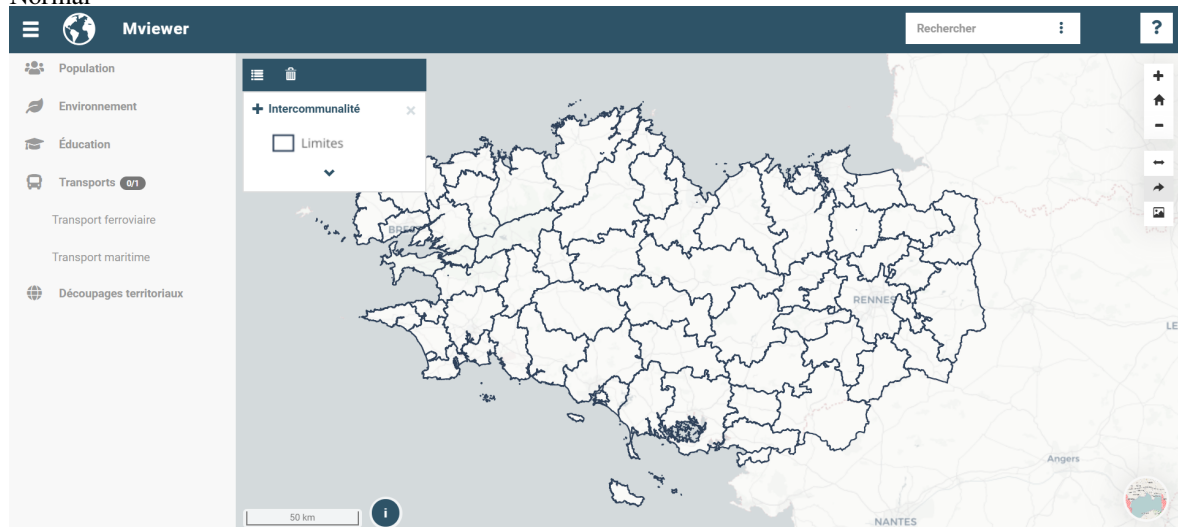 Normal
Mviewer
Rechercher
?
Population
Environnement
Éducation
Transports 0/1
Transport ferroviaire
Transport maritime
Découpages territoriaux
Intercommunalité
Limites
RENNES
Angers
NANTES
50 km
i